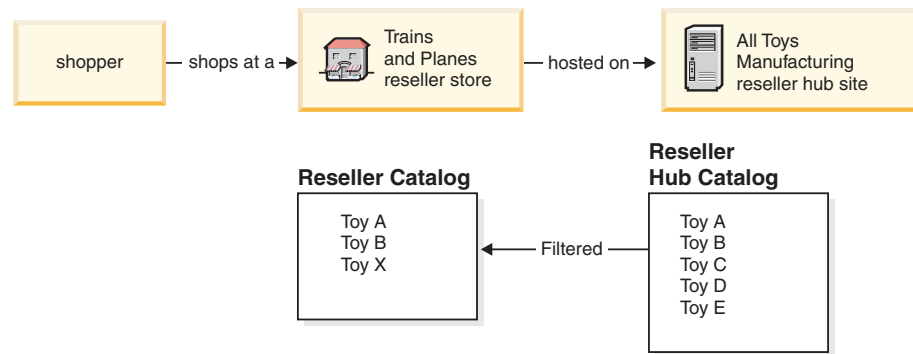 shopper
shops at a
Trains
and Planes
reseller store
hosted on
All Toys
Manufacturing
reseller hub site
Reseller Catalog
Toy A
Toy B
Toy X
Filtered
Reseller
Hub Catalog
Toy A
Toy B
Toy C
Toy D
Toy E